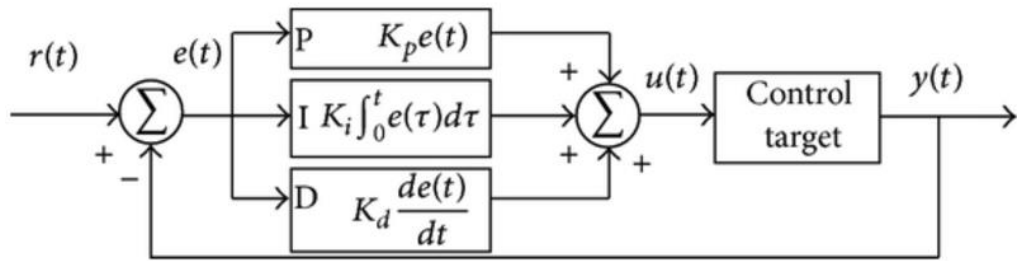 r(t)
+
−
∑
e(t)
P K_p e(t)
I K_i ∫_0^t e(τ)dτ
D K_d de(t)/dt
+
+
+
∑
u(t)
Control
target
y(t)